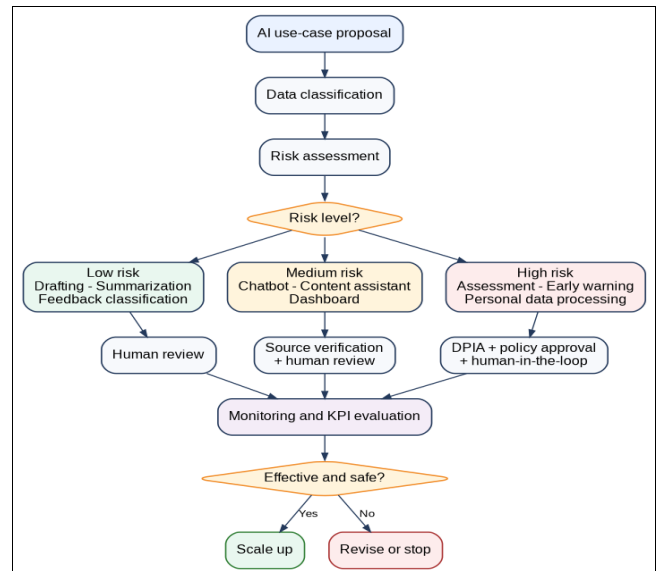 AI use-case proposal
Data classification
Risk assessment
Risk level?
Low risk
Drafting - Summarization
Feedback classification
Medium risk
Chatbot - Content assistant
Dashboard
High risk
Assessment - Early warning
Personal data processing
Human review
Source verification
+ human review
DPIA + policy approval
+ human-in-the-loop
Monitoring and KPI evaluation
Effective and safe?
Yes
No
Scale up
Revise or stop